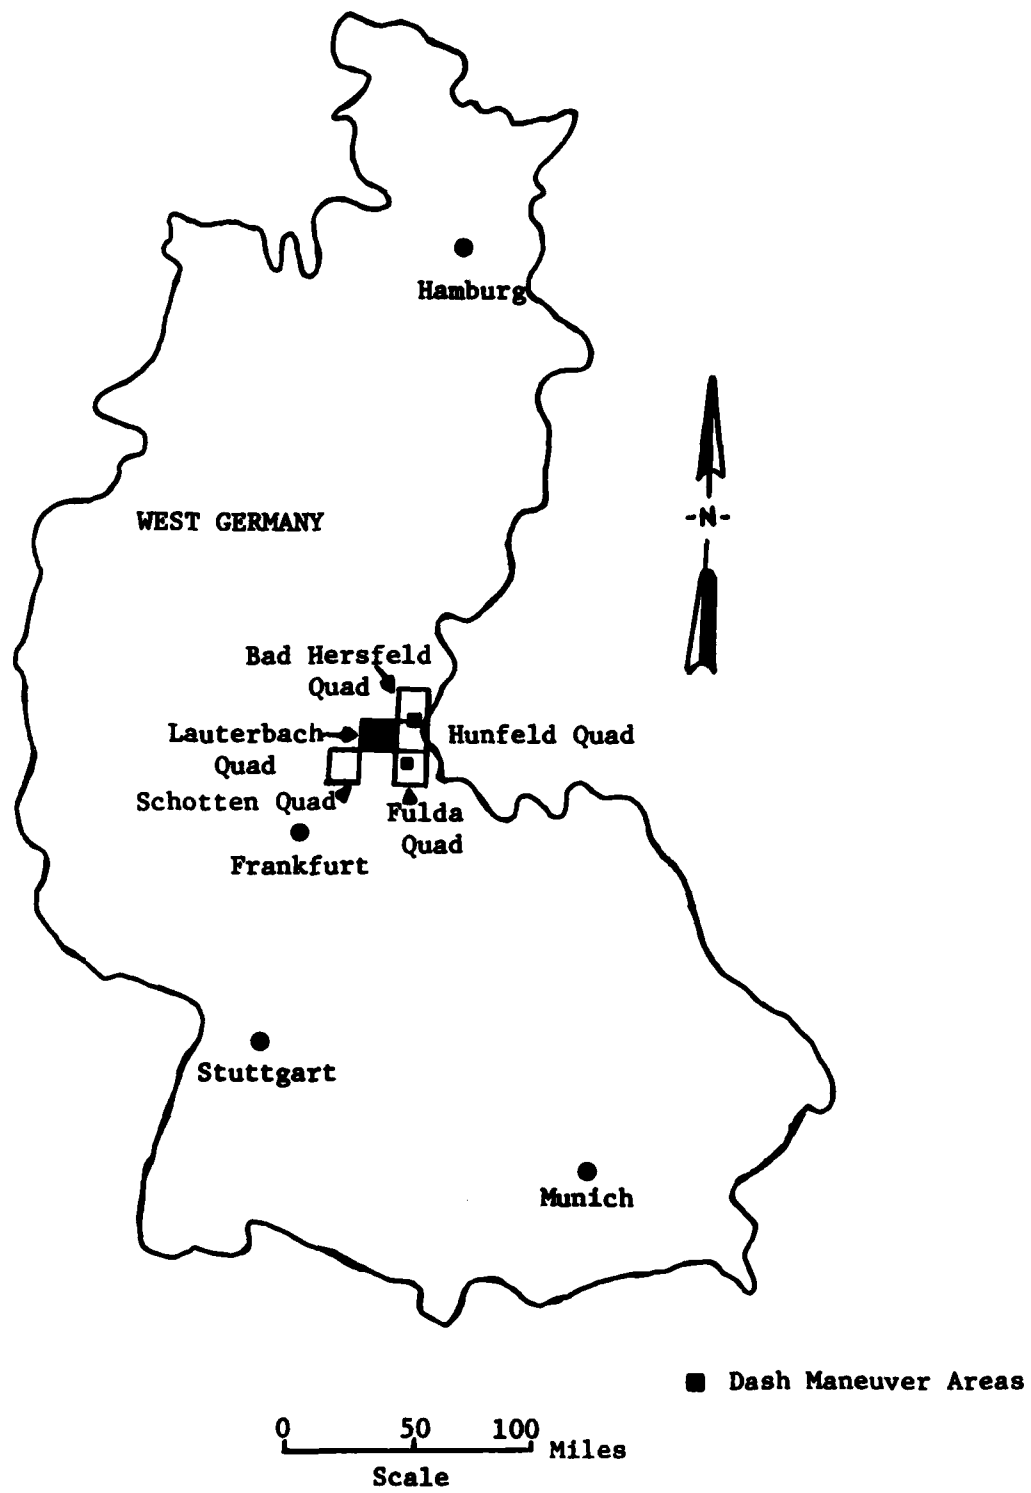 Hamburg
-N-
WEST GERMANY
Bad Hersfeld
Quad
Lauterbach
Quad
Hunfeld Quad
Schotten Quad
Fulda
Quad
Frankfurt
Stuttgart
Munich
Dash Maneuver Areas
0 50 100
Miles
Scale